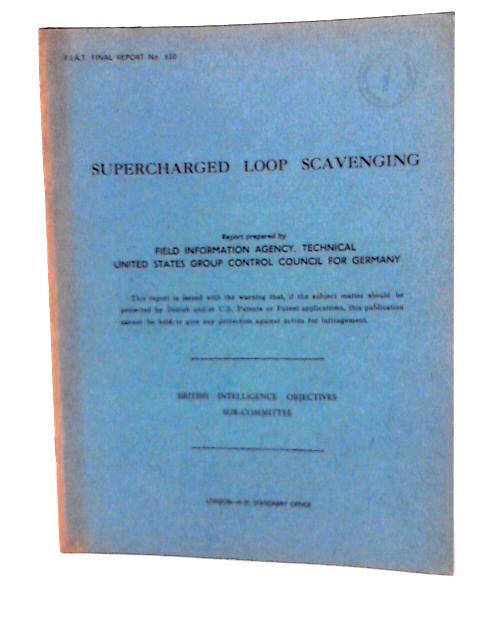 F.I.A.T. FINAL REPORT No. 620
SUPERCHARGED LOOP SCAVENGING
Report prepared by
FIELD INFORMATION AGENCY, TECHNICAL
UNITED STATES GROUP CONTROL COUNCIL FOR GERMANY
This report is issued with the warning that, if the subject matter should be
protected by British and/or U.S. Patents or Patent applications, this publication
cannot be held to give any protection against action for infringement.
BRITISH INTELLIGENCE OBJECTIVES
SUB-COMMITTEE
LONDON—H.M. STATIONERY OFFICE